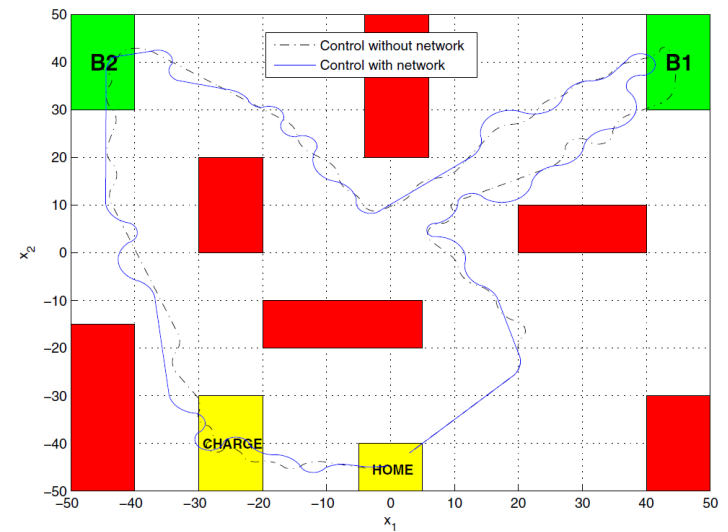 50
40
30
20
10
0
−10
−20
−30
−40
−50
x2
B2
B1
Control without network
Control with network
CHARGE
HOME
−50 −40 −30 −20 −10 0 10 20 30 40 50
x1